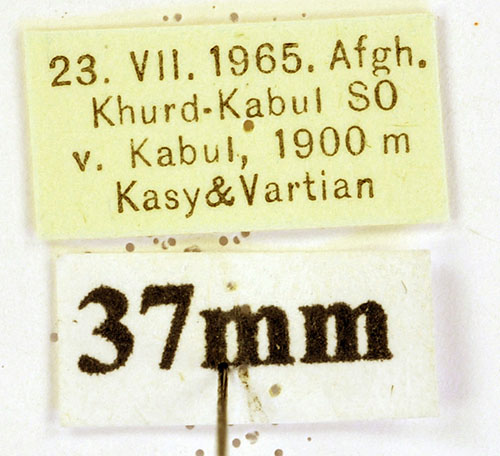 23. VII. 1965. Afgh.
Khurd-Kabul SO
v. Kabul, 1900 m
Kasy&Vartian
37mm